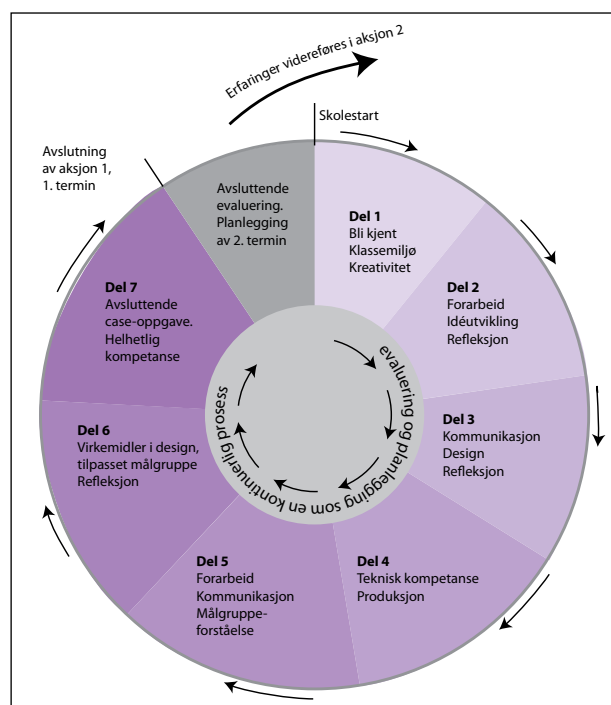 Erfaringer videreføres i aksjon 2
Skolestart
Avslutning
av aksjon 1,
1. termin
Avsluttende
evaluering.
Planlegging
av 2. termin
Del 1
Bli kjent
Klassemiljø
Kreativitet
Del 2
Forarbeid
Idéutvikling
Refleksjon
Del 3
Kommunikasjon
Design
Refleksjon
Del 4
Teknisk kompetanse
Produksjon
Del 5
Forarbeid
Kommunikasjon
Målgruppe-
forståelse
Del 6
Virkemidler i design,
tilpasset målgruppe
Refleksjon
Del 7
Avsluttende
case-oppgave.
Helhetlig
kompetanse
evaluering og planlegging som en kontinuerlig prosess